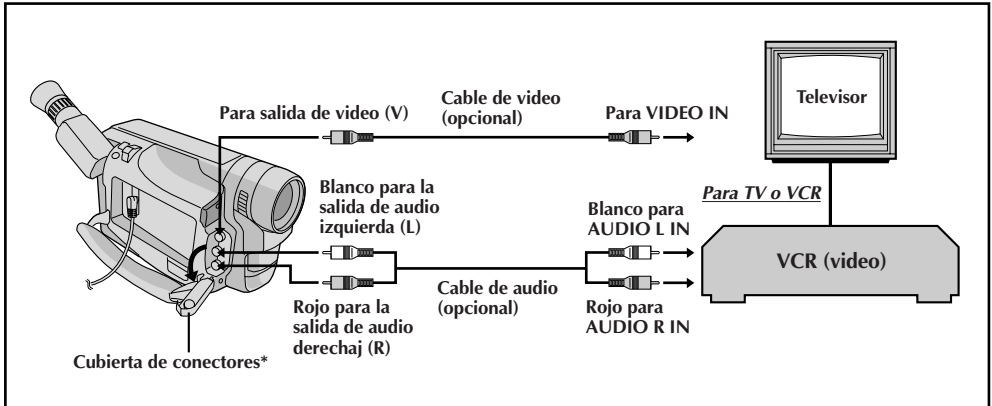 Para salida de video (V)
Cable de video
(opcional)
Para VIDEO IN
Televisor
Blanco para la
salida de audio
izquierda (L)
Blanco para
AUDIO L IN
Para TV o VCR
VCR (video)
Rojo para la
salida de audio
derechaj (R)
Cable de audio
(opcional)
Rojo para
AUDIO R IN
Cubierta de conectores*